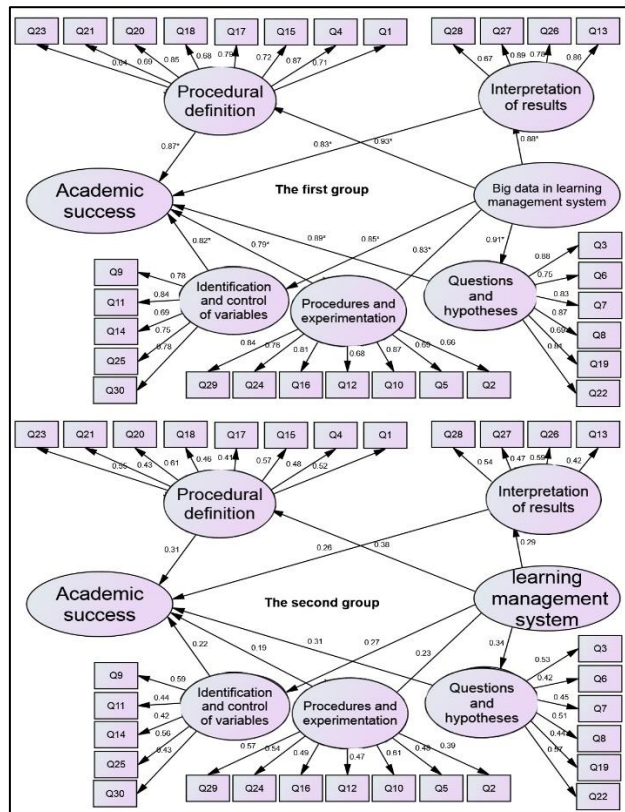 Q23 Q21 Q20 Q18 Q17 Q15 Q4 Q1
Q28 Q27 Q26 Q13
0.64 0.69 0.85 0.68 0.79 0.72 0.87 0.71
0.67 0.89 0.78 0.86
Procedural
definition
Interpretation
of results
0.87* 0.83* 0.93* 0.88*
Academic
success
The first group
Big data in learning
management system
0.82* 0.79* 0.89* 0.85* 0.83* 0.91*
Q9
Q11
Q14
Q25
Q30
0.78
0.84
0.69
0.75
0.78
Identification
and control
of variables
Procedures and
experimentation
Questions
and
hypotheses
0.88
0.75
0.83
0.87
0.69
Q3
Q6
Q7
Q8
Q19
Q22
0.84 0.78 0.81 0.68 0.87 0.69 0.66
Q29 Q24 Q16 Q12 Q10 Q5 Q2
Q23 Q21 Q20 Q18 Q17 Q15 Q4 Q1
Q28 Q27 Q26 Q13
0.43 0.61 0.46 0.41 0.57 0.48 0.52
0.54 0.47 0.59 0.42
Procedural
definition
Interpretation
of results
0.31 0.26 0.38 0.29
Academic
success
The second group
learning
management
system
0.22 0.19 0.31 0.27 0.23 0.34
Q9
Q11
Q14
Q25
Q30
0.59
0.44
0.42
0.56
0.43
Identification
and control
of variables
Procedures and
experimentation
Questions
and
hypotheses
0.53
0.42
0.45
0.51
0.44
0.57
Q3
Q6
Q7
Q8
Q19
Q22
0.57 0.54 0.49 0.47 0.61 0.48 0.39
Q29 Q24 Q16 Q12 Q10 Q5 Q2